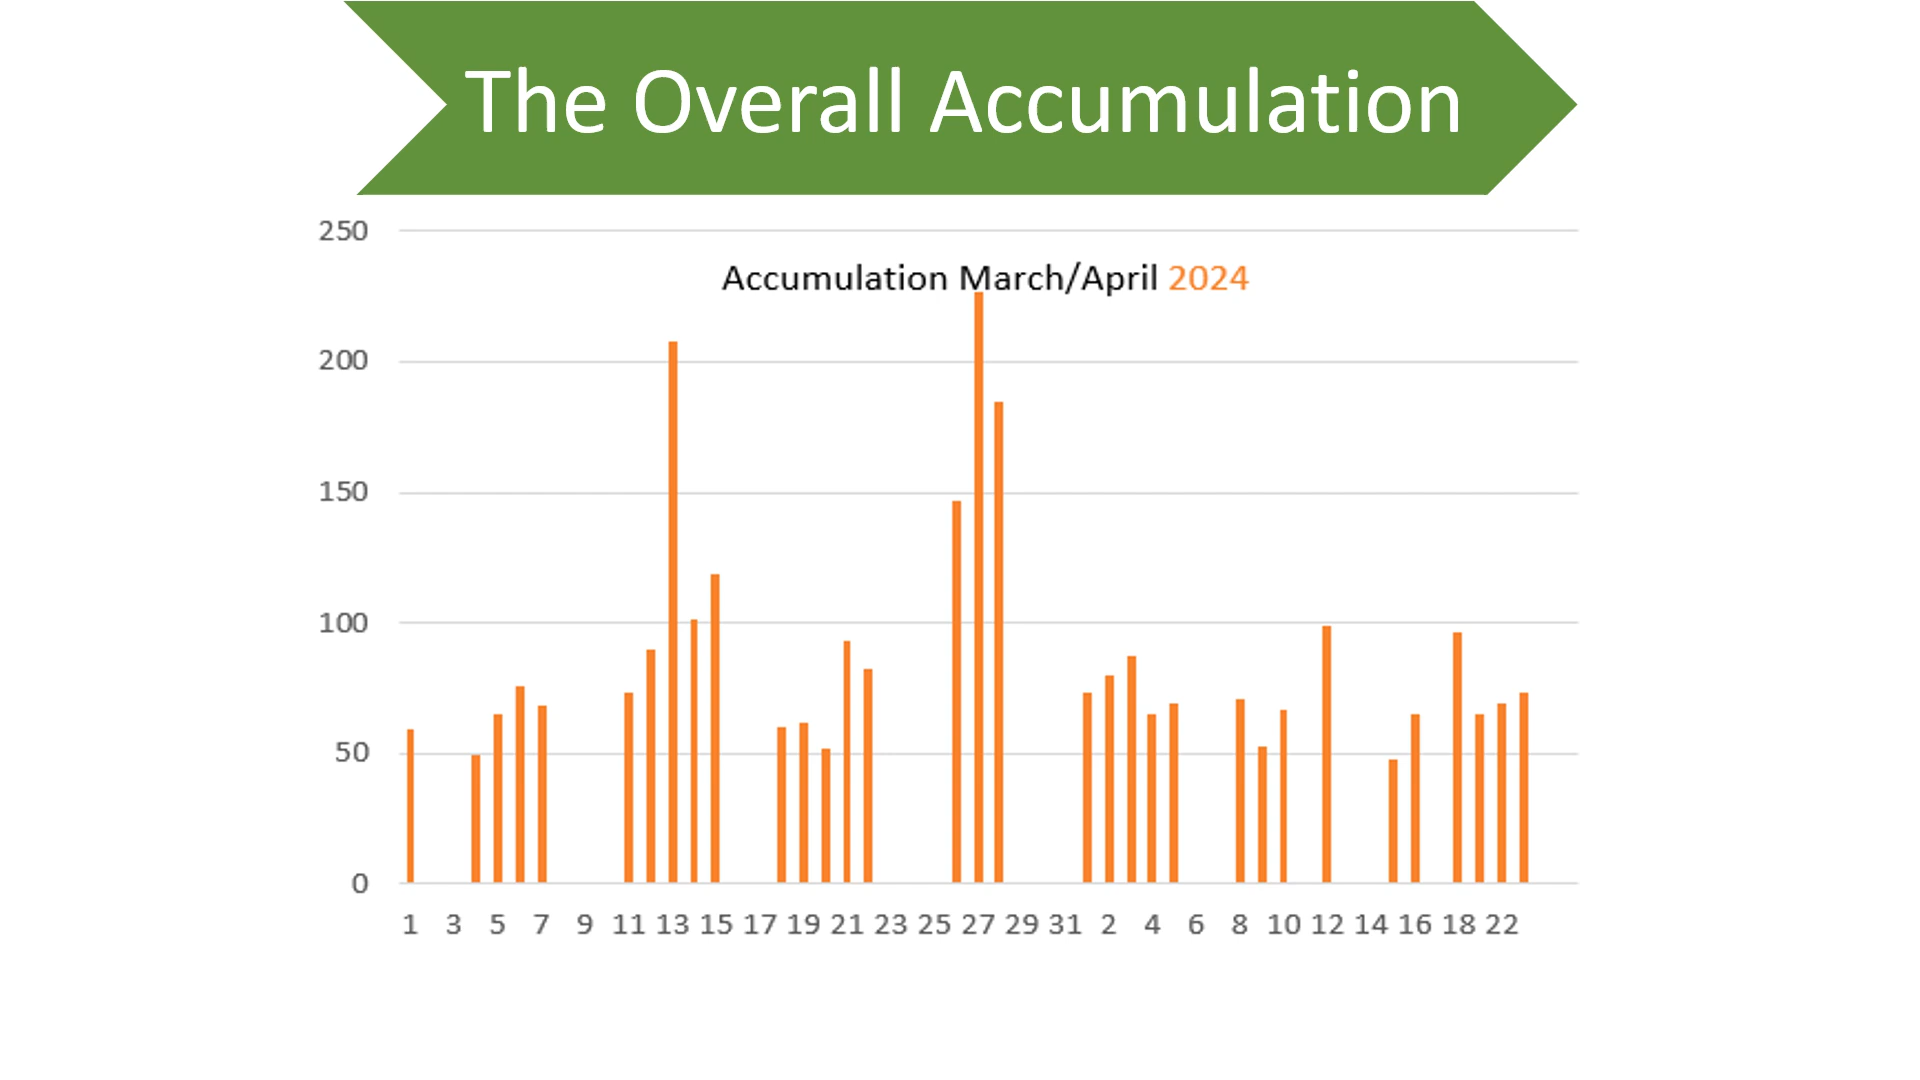 The Overall Accumulation
250
Accumulation March/April 2024
200
150
100
50
0
1 3 5 7 9 11 13 15 17 19 21 23 25 27 29 31 2 4 6 8 10 12 14 16 18 22